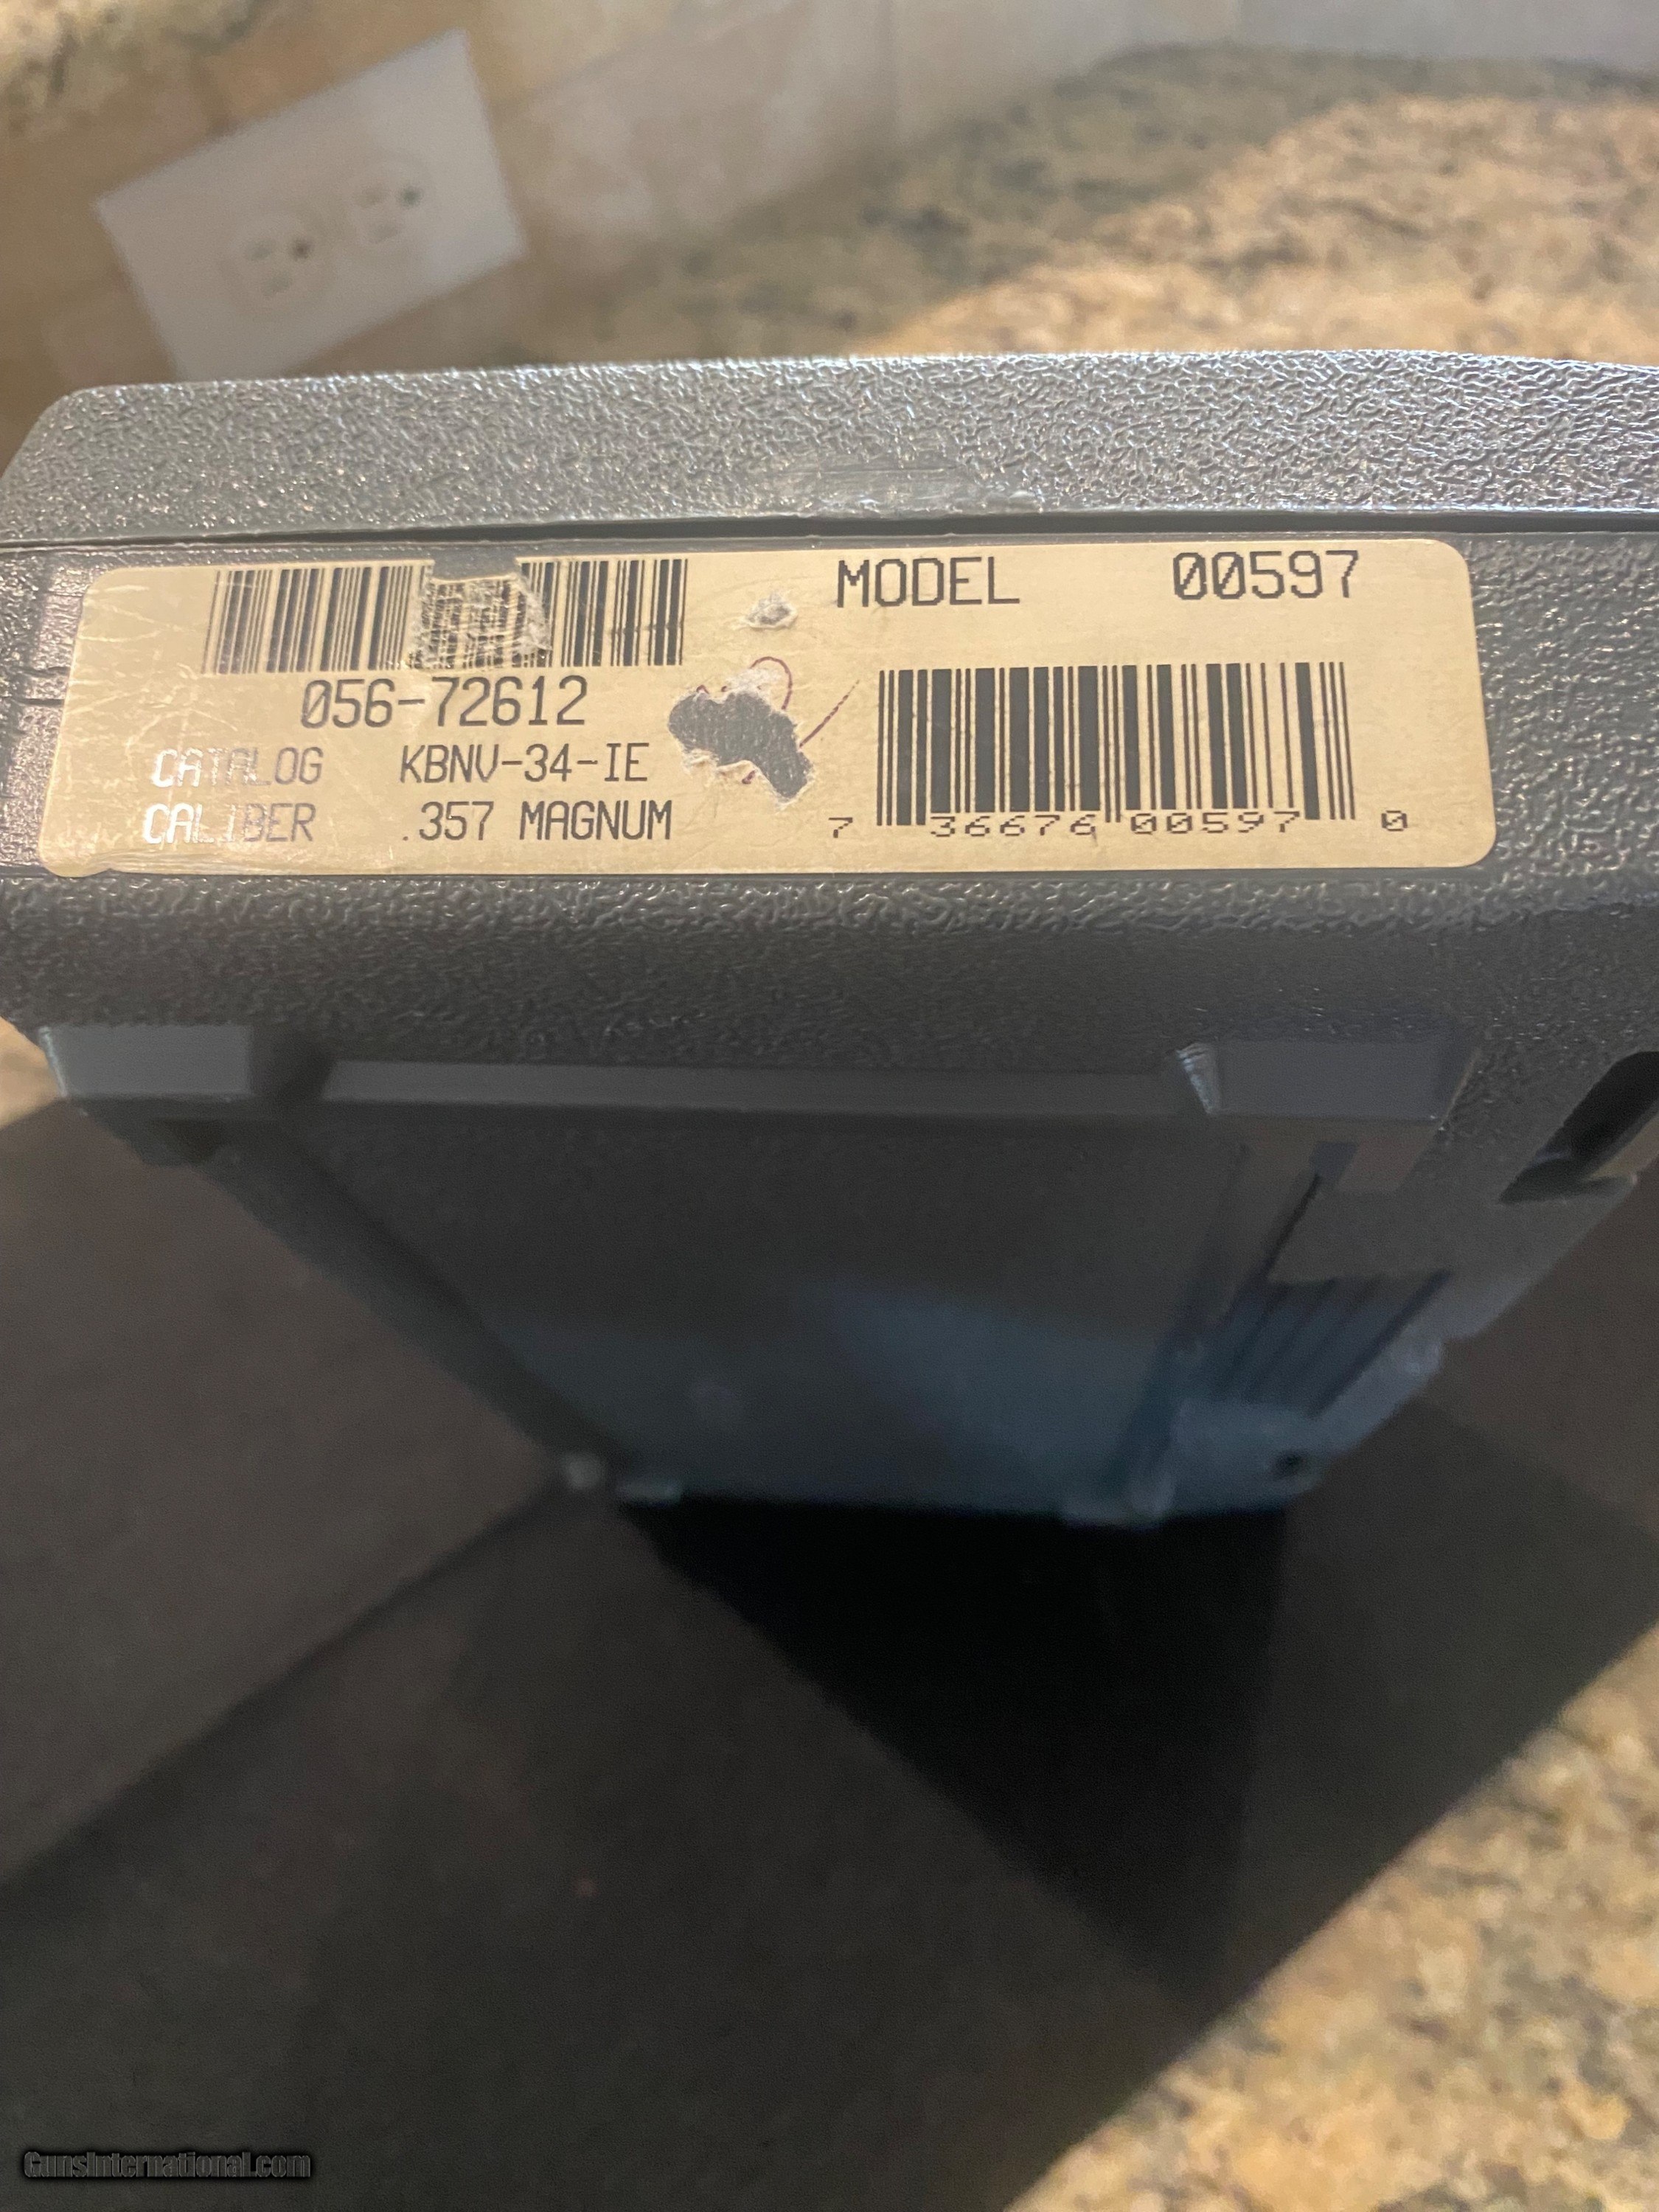 MODEL 00597
056-72612
CATALOG KBNV-34-IE
CALIBER .357 MAGNUM
7 36676 00597 0
GunsInternational.com